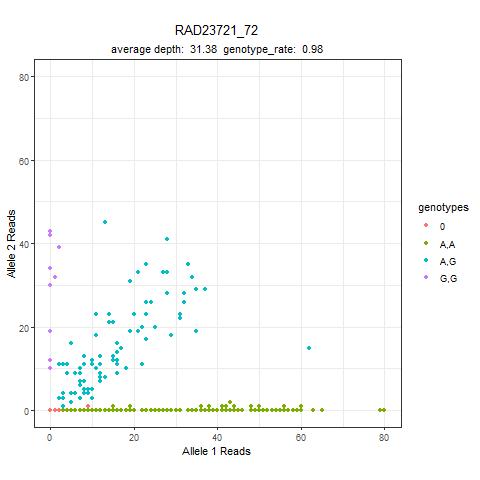 RAD23721_72
average depth: 31.38 genotype_rate: 0.98
80
60
40
20
0
Allele 2 Reads
0 20 40 60 80
Allele 1 Reads
genotypes
0
A,A
A,G
G,G